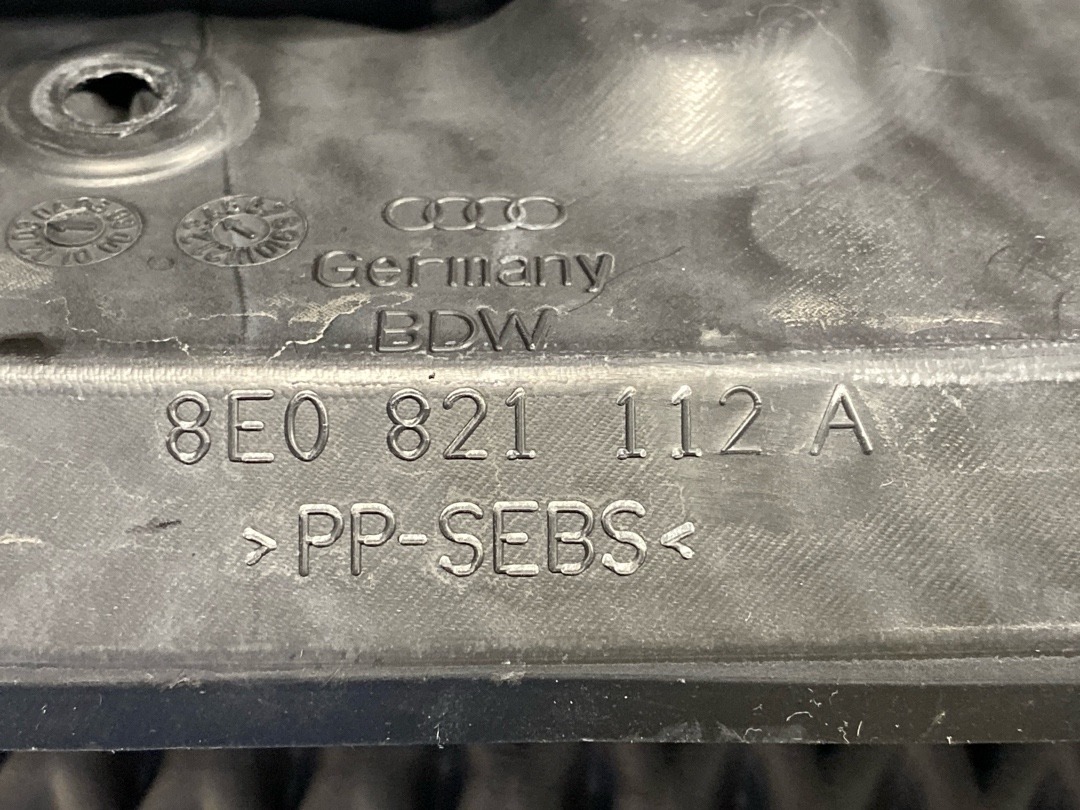 Germany
BDW
8E0 821 112 A
>PP-SEBS<